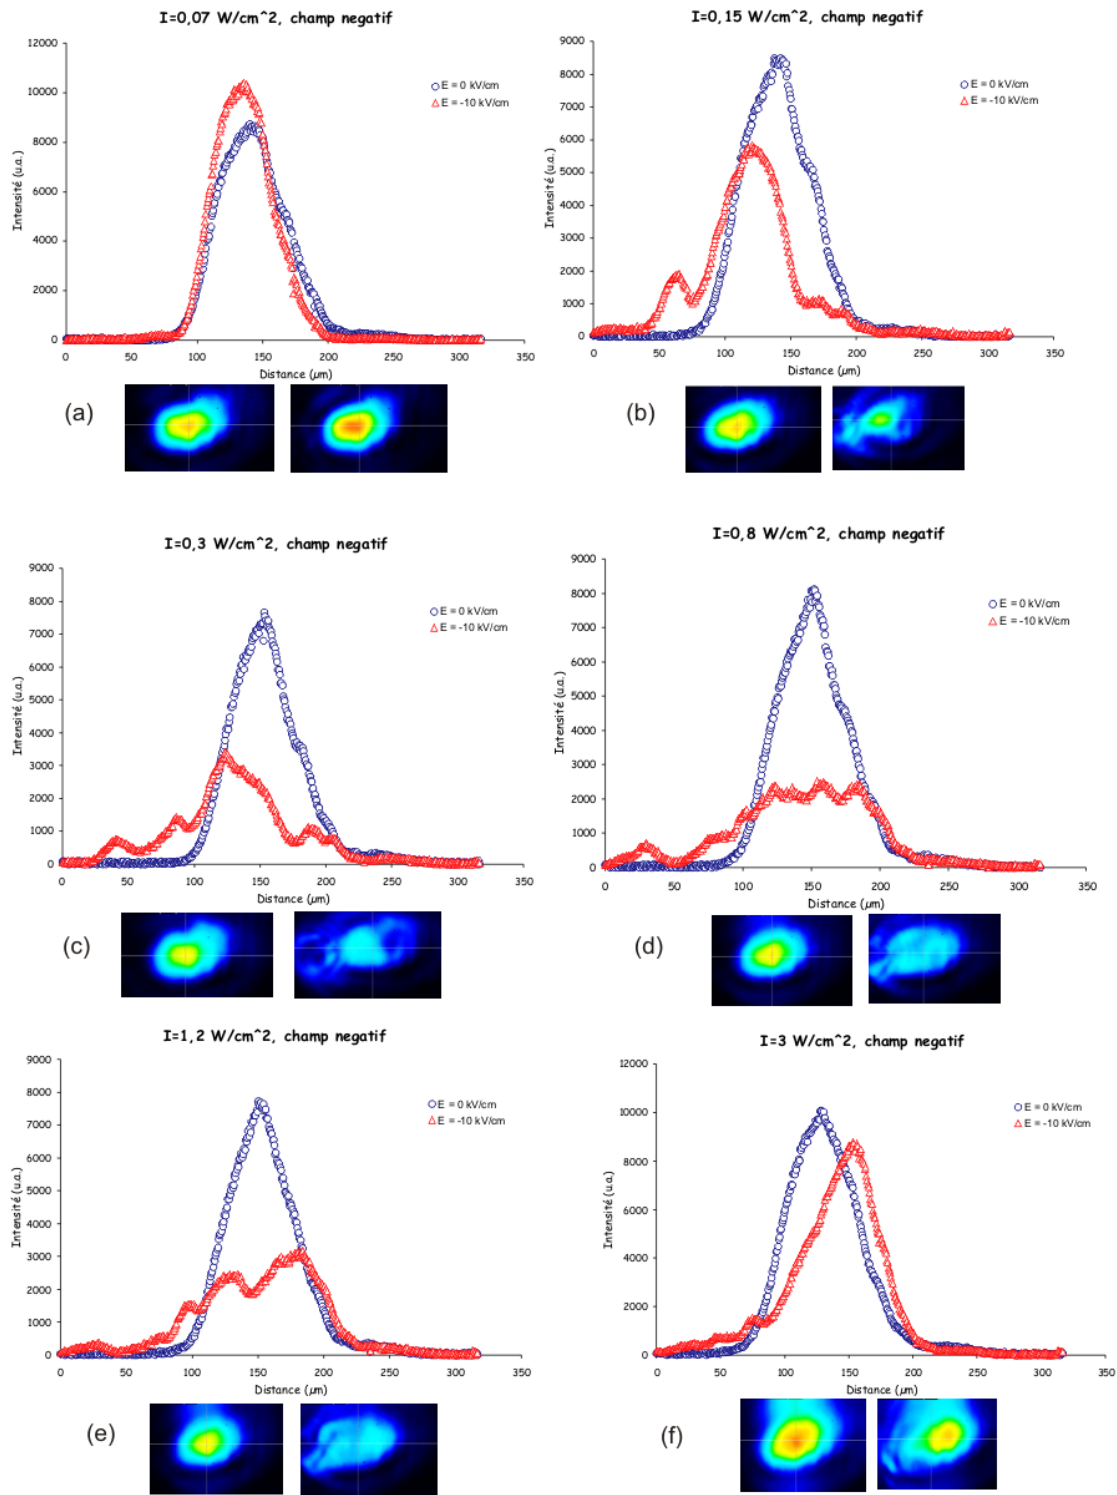 I=0,07 W/cm^2, champ negatif
12000
10000
8000
6000
4000
2000
0
Intensité (u.a.)
E = 0 kV/cm
E = -10 kV/cm
0 50 100 150 200 250 300 350
Distance (µm)
(a)
I=0,15 W/cm^2, champ negatif
9000
8000
7000
6000
5000
4000
3000
2000
1000
0
Intensité (u.a.)
E = 0 kV/cm
E = -10 kV/cm
0 50 100 150 200 250 300 350
Distance (µm)
(b)
I=0,3 W/cm^2, champ negatif
9000
8000
7000
6000
5000
4000
3000
2000
1000
0
Intensité (u.a.)
E = 0 kV/cm
E = -10 kV/cm
0 50 100 150 200 250 300 350
Distance (µm)
(c)
I=0,8 W/cm^2, champ negatif
9000
8000
7000
6000
5000
4000
3000
2000
1000
0
Intensité (u.a.)
E = 0 kV/cm
E = -10 kV/cm
0 50 100 150 200 250 300 350
Distance (µm)
(d)
I=1,2 W/cm^2, champ negatif
9000
8000
7000
6000
5000
4000
3000
2000
1000
0
Intensité (u.a.)
E = 0 kV/cm
E = -10 kV/cm
0 50 100 150 200 250 300 350
Distance (µm)
(e)
I=3 W/cm^2, champ negatif
12000
10000
8000
6000
4000
2000
0
Intensité (u.a.)
E = 0 kV/cm
E = -10 kV/cm
0 50 100 150 200 250 300 350
Distance (µm)
(f)